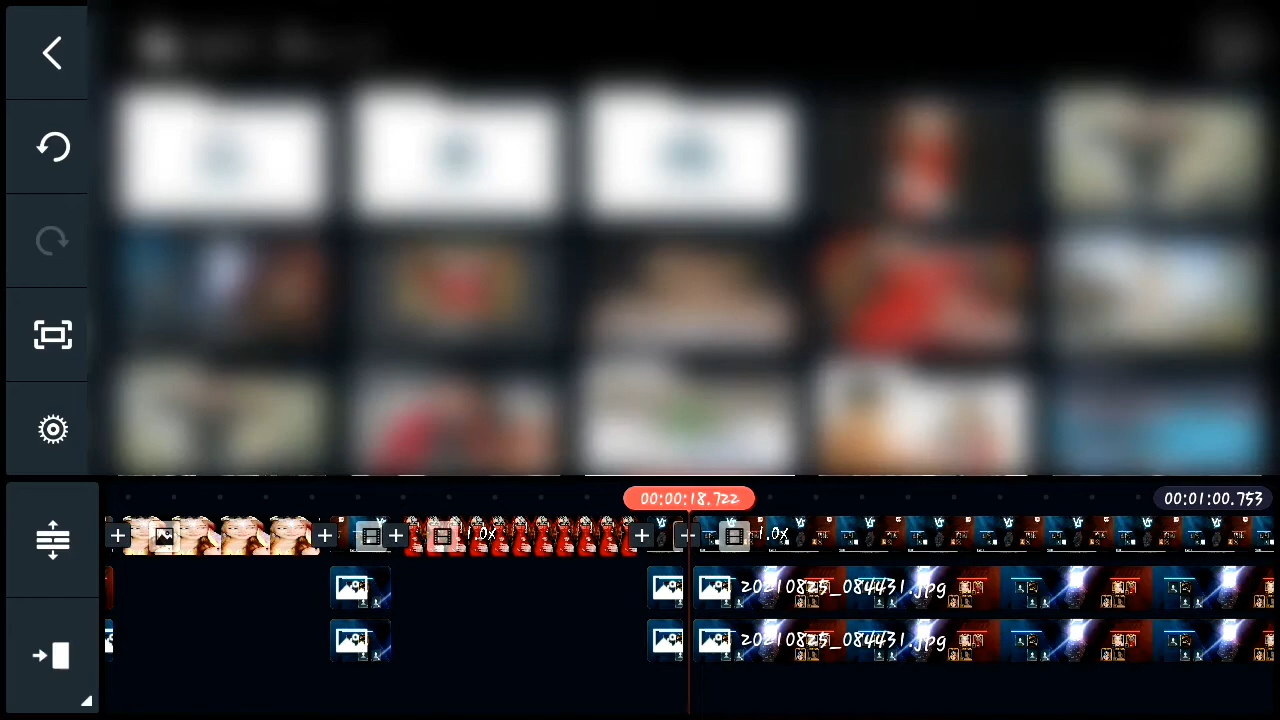 00:00:18.722
00:01:00.753
1.0x
1.0x
20210825_084431.jpg
20210825_084431.jpg